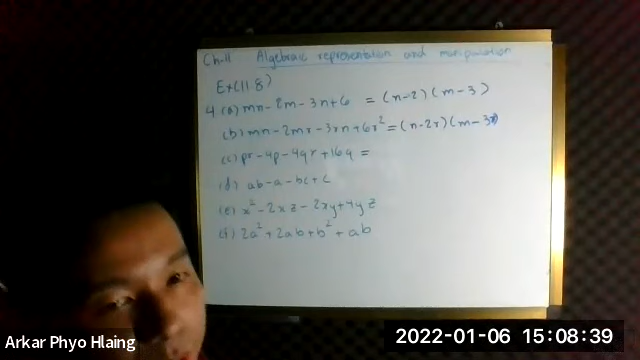 Ch-11 Algebraic representation and manipulation
Ex(11.8)
4.(a) mn-2m-3n+6 = (n-2)(m-3)
(b) mn-2mr-3rn+6r² = (n-2r)(m-3r)
(c) pr-4p-4qr+16q =
(d) ab-a-bc+c
(e) x²-2xz-2xy+4yz
(f) 2a²+2ab+b²+ab
Arkar Phyo Hlaing
2022-01-06 15:08:39